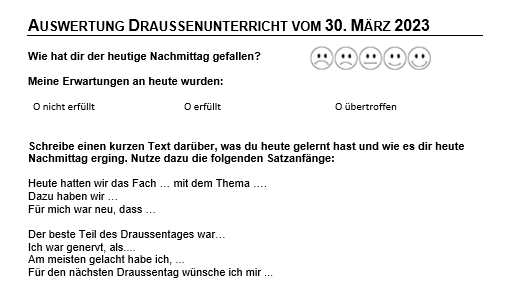 AUSWERTUNG DRAUSSENUNTERRICHT VOM 30. MÄRZ 2023
Wie hat dir der heutige Nachmittag gefallen?
Meine Erwartungen an heute wurden:
O nicht erfüllt O erfüllt O übertroffen
Schreibe einen kurzen Text darüber, was du heute gelernt hast und wie es dir heute
Nachmittag erging. Nutze dazu die folgenden Satzanfänge:
Heute hatten wir das Fach … mit dem Thema ….
Dazu haben wir …
Für mich war neu, dass …
Der beste Teil des Draussentages war…
Ich war genervt, als....
Am meisten gelacht habe ich, ...
Für den nächsten Draussentag wünsche ich mir ...